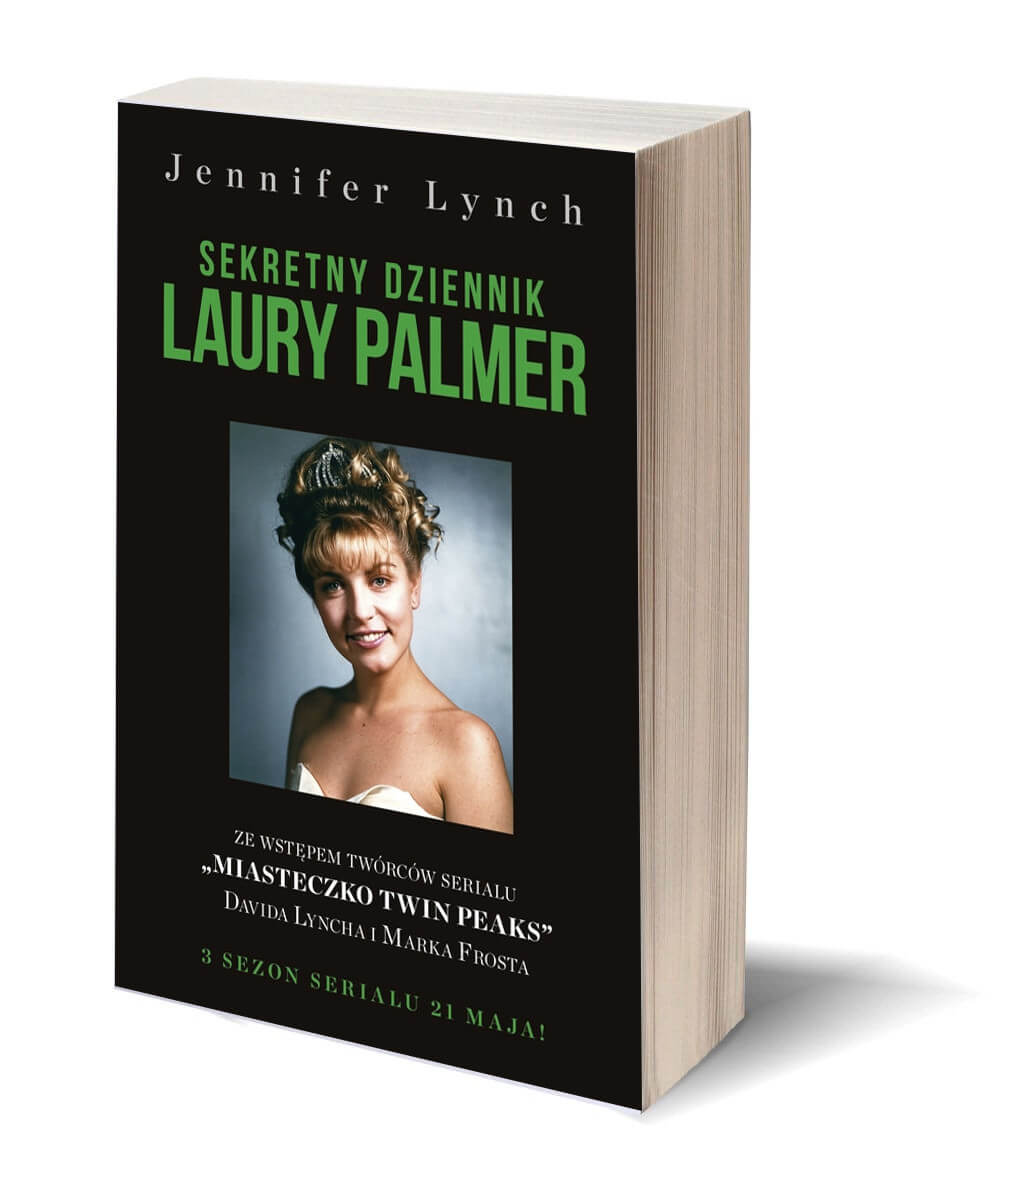 Jennifer Lynch
SEKRETNY DZIENNIK
LAURY PALMER
ZE WSTĘPEM TWÓRCÓW SERIALU
„MIASTECZKO TWIN PEAKS”
DAVIDA LYNCHA I MARKA FROSTA
3 SEZON SERIALU 21 MAJA!